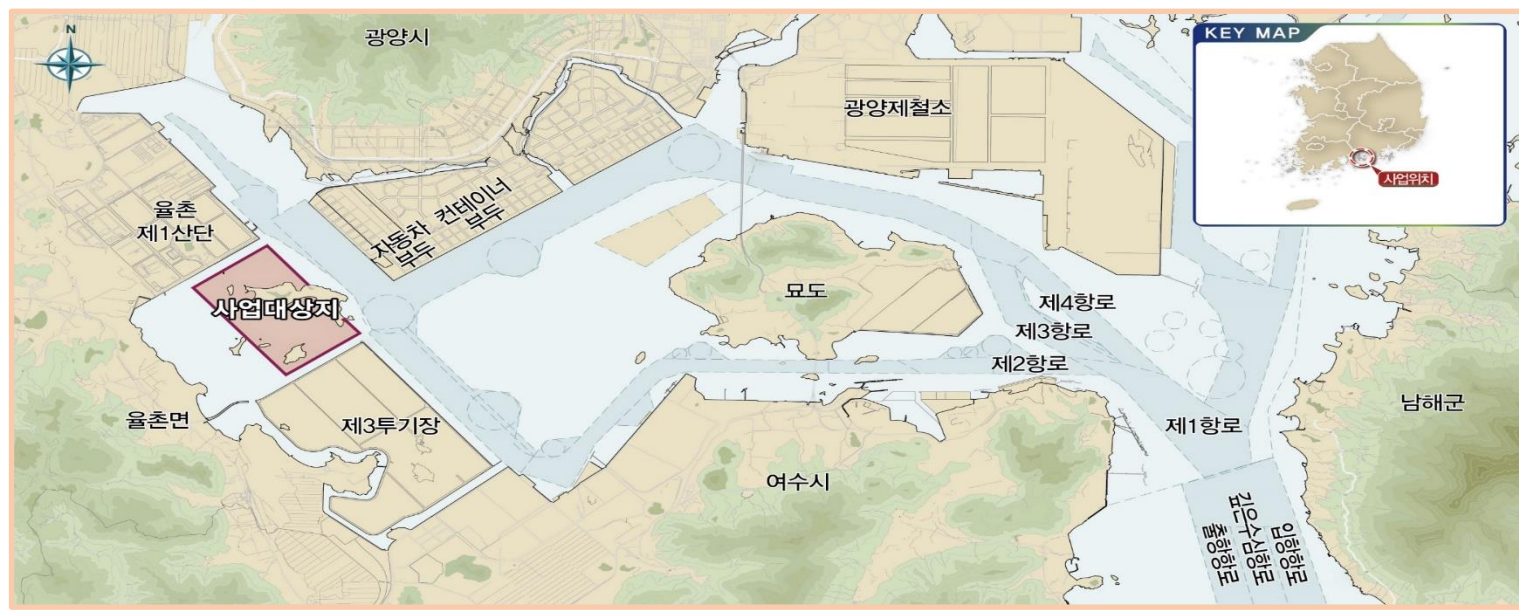 N
광양시
KEY MAP
사업위치
광양제철소
율촌
제1산단
자동차
부두
컨테이너
부두
사업대상지
묘도
제4항로
제3항로
제2항로
제1항로
남해군
율촌면
제3투기장
여수시
입항항로
깊은수심항로
출항항로